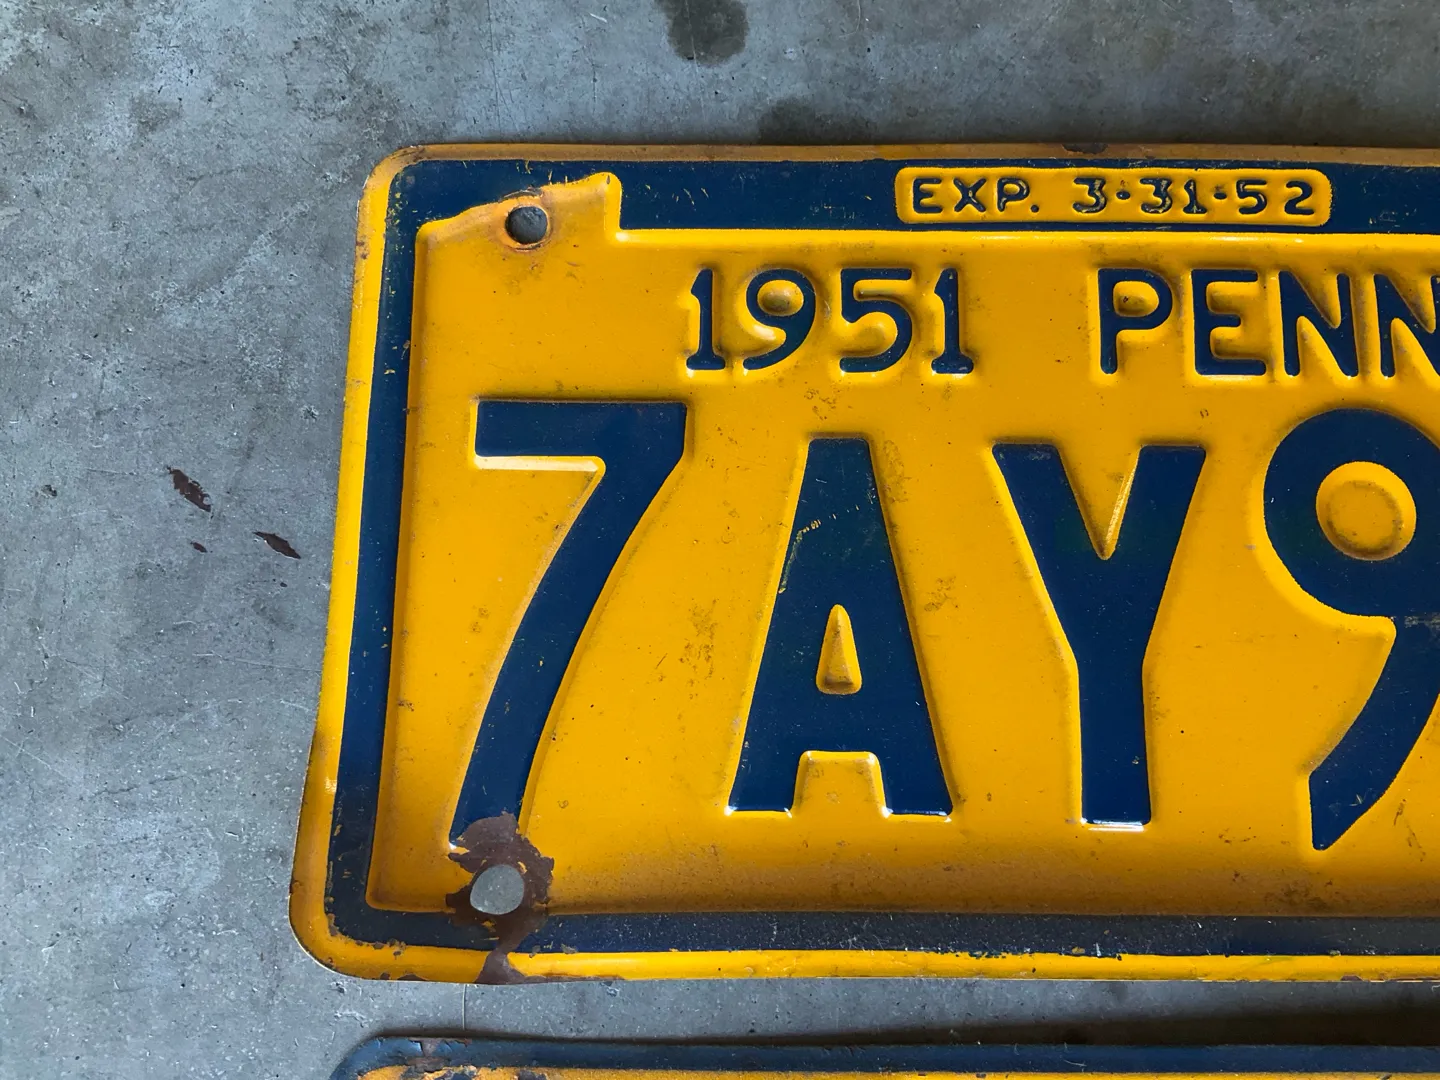 EXP. 3·31·52
1951 PENN
7AY9